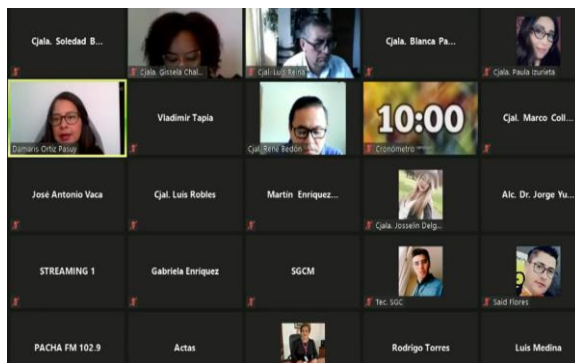 Cjala. Soledad B...
Cjala. Gissela Chal...
Cjal. Luis Reina
Cjala. Blanca Pa...
Cjala. Paula Izurieta
Damaris Ortiz Pasuy
Vladimir Tapia
Cjal. René Bedón
10:00
Cronómetro
Cjal. Marco Coll...
José Antonio Vaca
Cjal. Luis Robles
Martín Enríquez...
Cjala. Josselin Delg...
Alc. Dr. Jorge Yu...
STREAMING 1
Gabriela Enriquez
SGCM
Tec. SGC
Said Flores
PACHA FM 102.9
Actas
Rodrigo Torres
Luis Medina